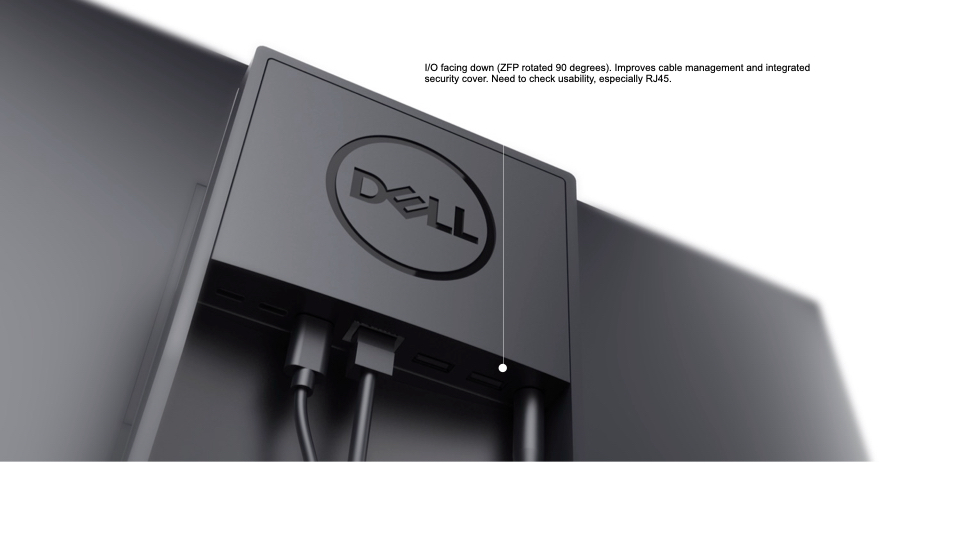 I/O facing down (ZFP rotated 90 degrees). Improves cable management and integrated
security cover. Need to check usability, especially RJ45.
DELL